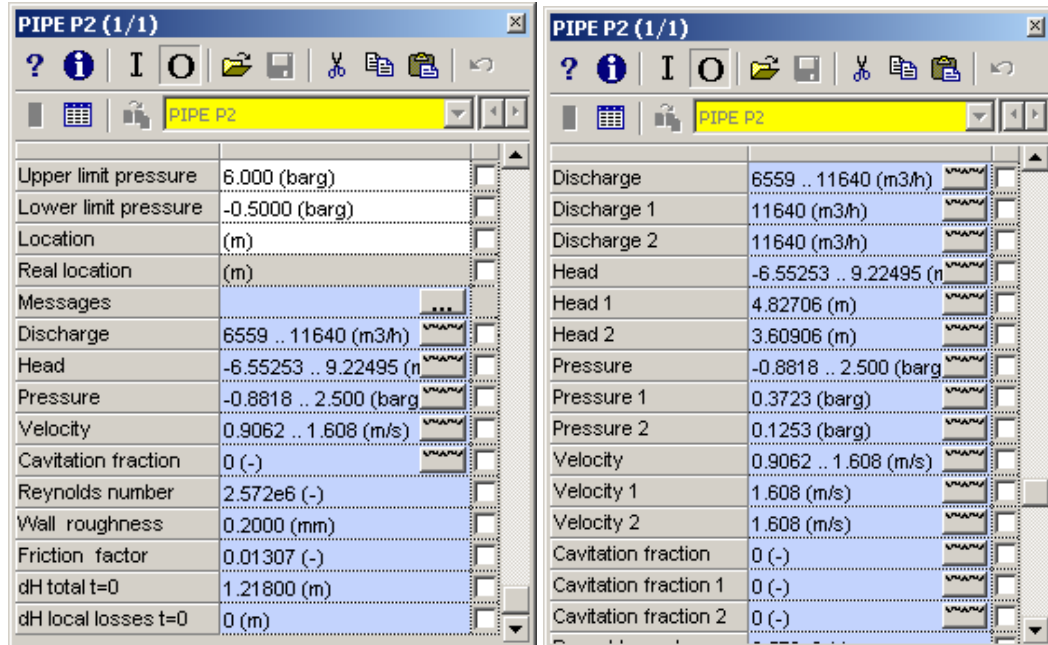 PIPE P2 (1/1)
? i I O
PIPE P2
Upper limit pressure 6.000 (barg)
Lower limit pressure -0.5000 (barg)
Location (m)
Real location (m)
Messages ...
Discharge 6559 .. 11640 (m3/h)
Head -6.55253 .. 9.22495 (
Pressure -0.8818 .. 2.500 (barg
Velocity 0.9062 .. 1.608 (m/s)
Cavitation fraction 0 (-)
Reynolds number 2.572e6 (-)
Wall roughness 0.2000 (mm)
Friction factor 0.01307 (-)
dH total t=0 1.21800 (m)
dH local losses t=0 0 (m)
PIPE P2 (1/1)
? i I O
PIPE P2
Discharge 6559 .. 11640 (m3/h)
Discharge 1 11640 (m3/h)
Discharge 2 11640 (m3/h)
Head -6.55253 .. 9.22495 (
Head 1 4.82706 (m)
Head 2 3.60906 (m)
Pressure -0.8818 .. 2.500 (barg
Pressure 1 0.3723 (barg)
Pressure 2 0.1253 (barg)
Velocity 0.9062 .. 1.608 (m/s)
Velocity 1 1.608 (m/s)
Velocity 2 1.608 (m/s)
Cavitation fraction 0 (-)
Cavitation fraction 1 0 (-)
Cavitation fraction 2 0 (-)